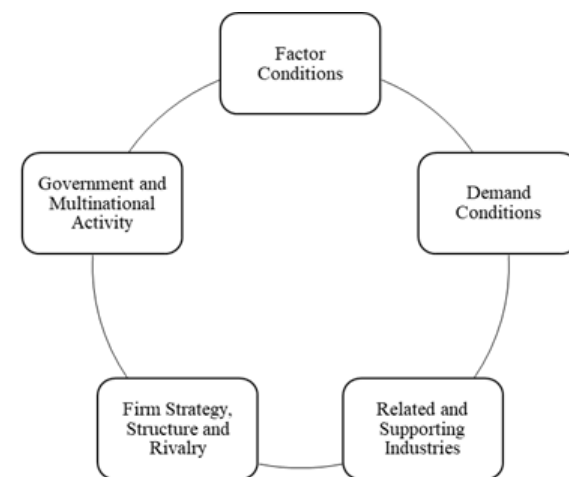 Factor
Conditions
Government and
Multinational
Activity
Demand
Conditions
Firm Strategy,
Structure and
Rivalry
Related and
Supporting
Industries